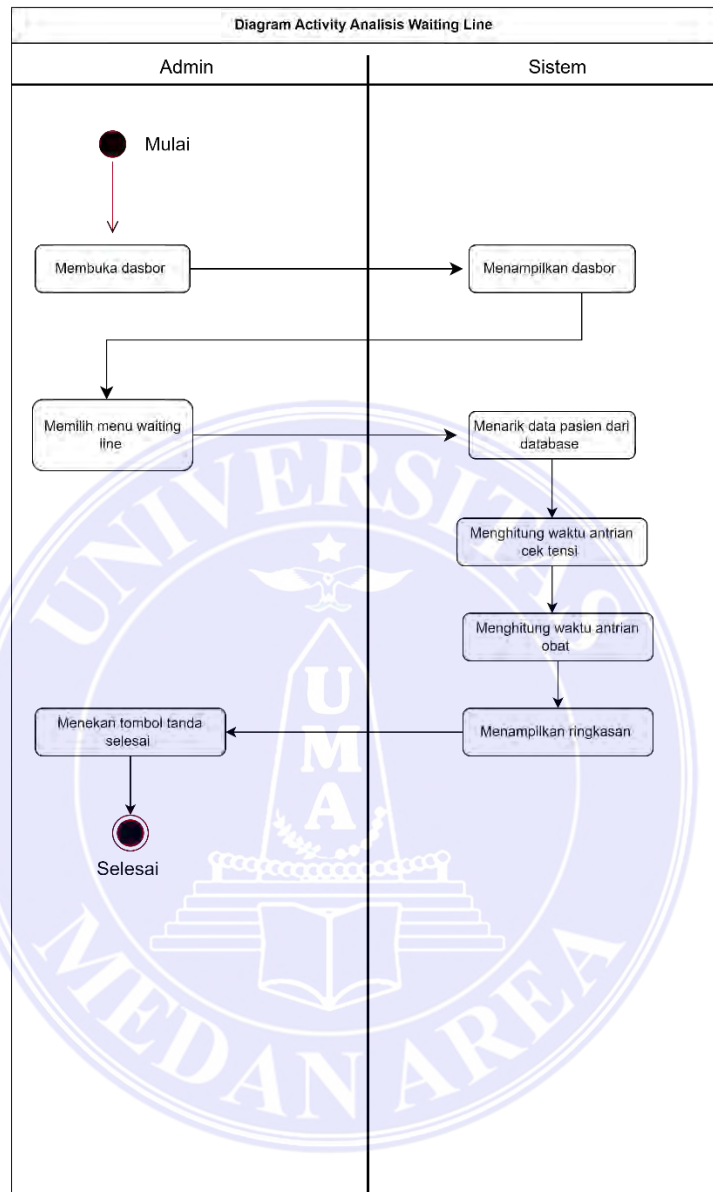 Diagram Activity Analisis Waiting Line
Admin
Sistem
Mulai
Membuka dasbor
Menampilkan dasbor
Memilih menu waiting
line
Menarik data pasien dari
database
Menghitung waktu antrian
cek tensi
Menghitung waktu antrian
obat
Menekan tombol tanda
selesai
Menampilkan ringkasan
Selesai
UNIVERSITAS
UMA
MEDAN AREA